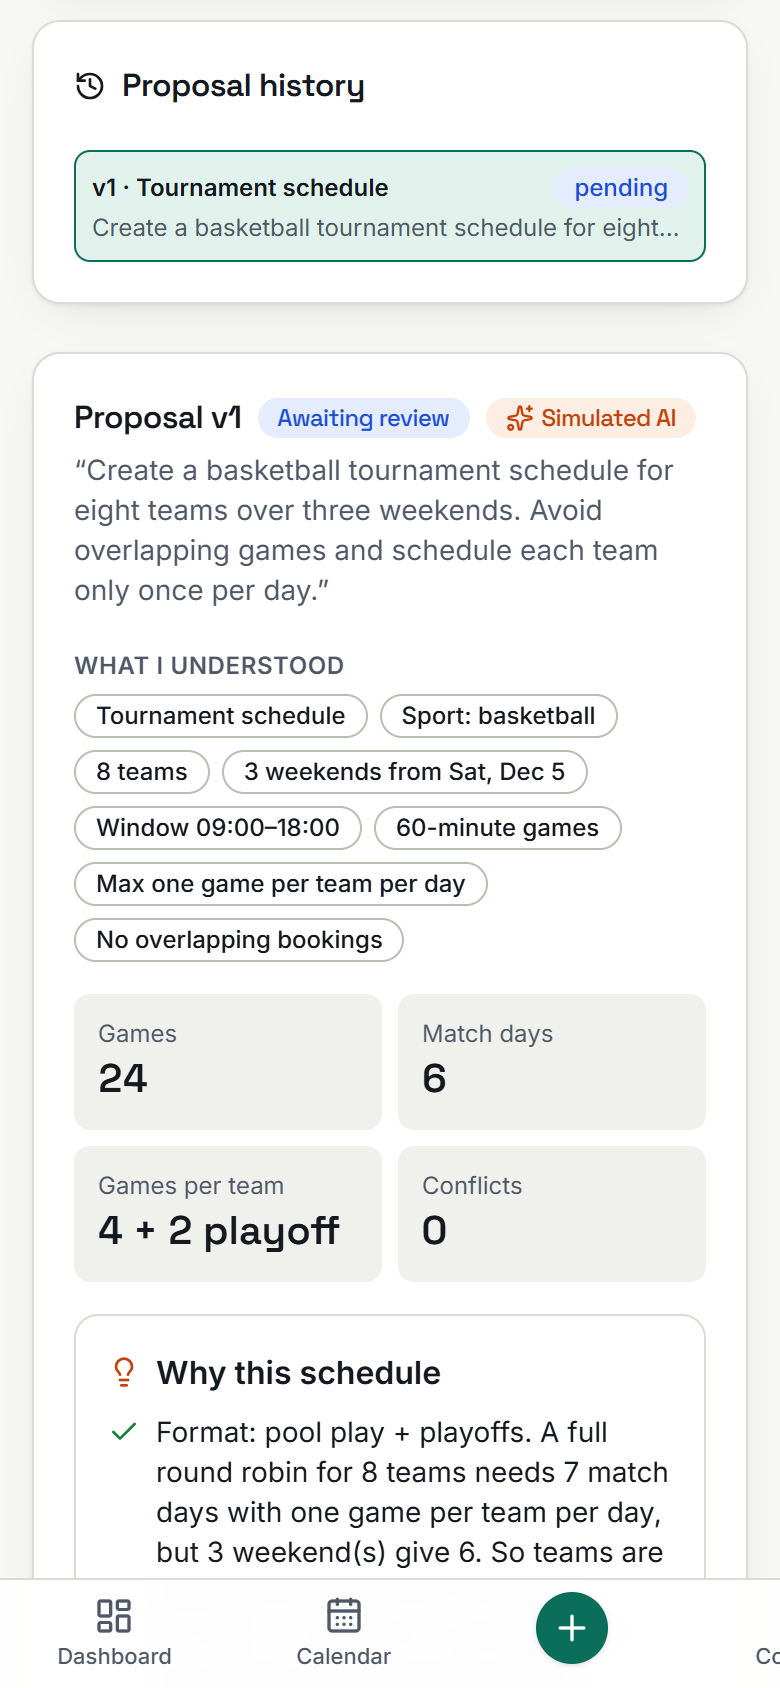 Proposal history
v1 · Tournament schedule
pending
Create a basketball tournament schedule for eight...
Proposal v1
Awaiting review
Simulated AI
“Create a basketball tournament schedule for
eight teams over three weekends. Avoid
overlapping games and schedule each team
only once per day.”
WHAT I UNDERSTOOD
Tournament schedule
Sport: basketball
8 teams
3 weekends from Sat, Dec 5
Window 09:00–18:00
60-minute games
Max one game per team per day
No overlapping bookings
Games
24
Match days
6
Games per team
4 + 2 playoff
Conflicts
0
Why this schedule
Format: pool play + playoffs. A full
round robin for 8 teams needs 7 match
days with one game per team per day,
but 3 weekend(s) give 6. So teams are
Dashboard
Calendar
Co